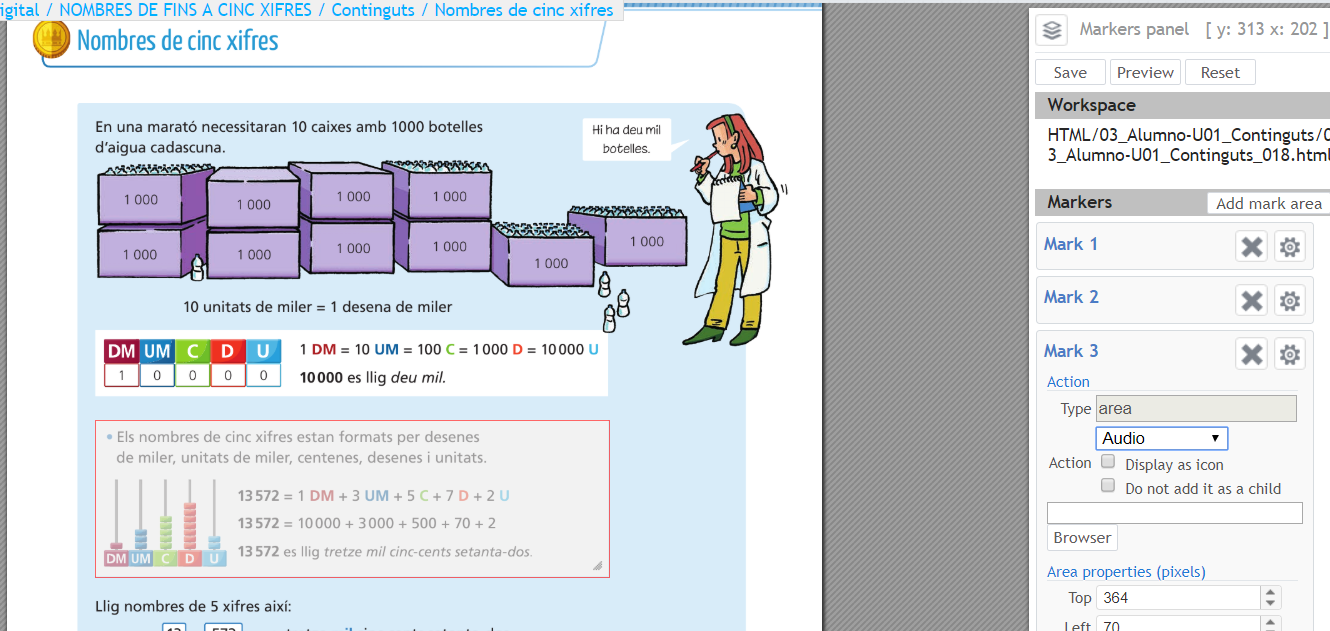 igital / NOMBRES DE FINS A CINC XIFRES / Continguts / Nombres de cinc xifres
Nombres de cinc xifres
En una marató necessitaran 10 caixes amb 1000 botelles
d'aigua cadascuna.
Hi ha deu mil
botelles.
1 000
1 000
1 000
1 000
1 000
1 000
1 000
1 000
1 000
1 000
10 unitats de miler = 1 desena de miler
DM UM C D U
1 0 0 0 0
1 DM = 10 UM = 100 C = 1 000 D = 10 000 U
10 000 es llig deu mil.
• Els nombres de cinc xifres estan formats per desenes
de miler, unitats de miler, centenes, desenes i unitats.
13 572 = 1 DM + 3 UM + 5 C + 7 D + 2 U
13 572 = 10 000 + 3 000 + 500 + 70 + 2
13 572 es llig tretze mil cinc-cents setanta-dos.
DM UM C D U
Llig nombres de 5 xifres així:
Markers panel [ y: 313 x: 202 ]
Save Preview Reset
Workspace
HTML/03_Alumno-U01_Continguts/0
3_Alumno-U01_Continguts_018.html
Markers Add mark area
Mark 1
Mark 2
Mark 3
Action
Type area
Audio
Action Display as icon
Do not add it as a child
Browser
Area properties (pixels)
Top 364
Left 70